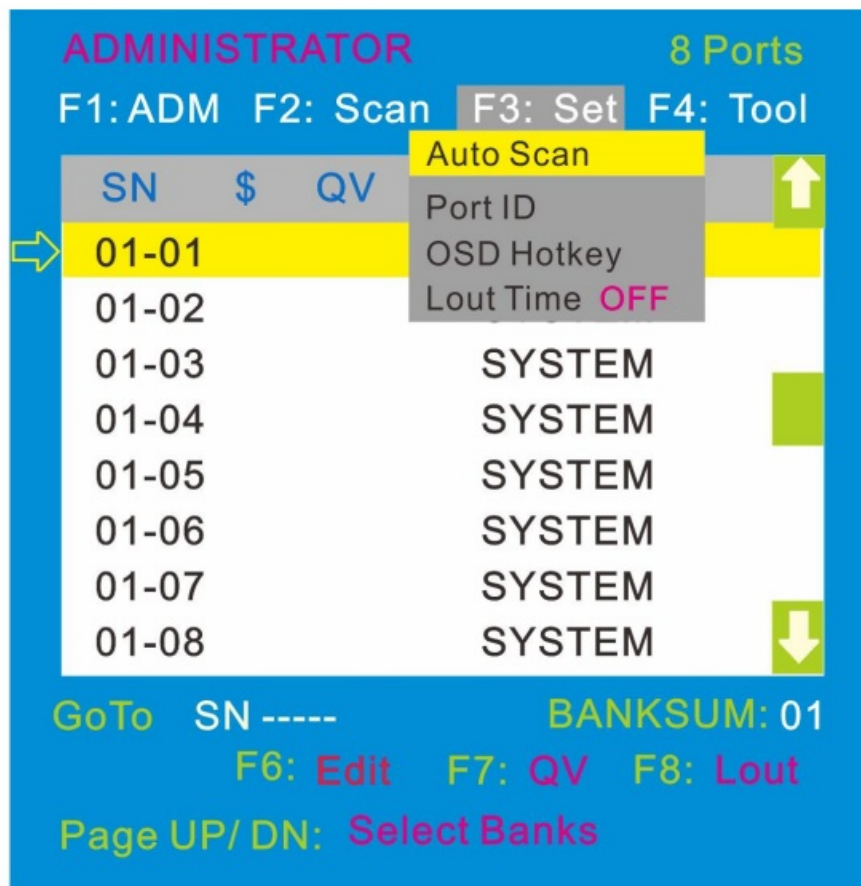 ADMINISTRATOR 8 Ports
F1: ADM F2: Scan F3: Set F4: Tool
Auto Scan
SN $ QV
Port ID
01-01 OSD Hotkey
01-02 Lout Time OFF
01-03 SYSTEM
01-04 SYSTEM
01-05 SYSTEM
01-06 SYSTEM
01-07 SYSTEM
01-08 SYSTEM
GoTo SN ----- BANKSUM: 01
F6: Edit F7: QV F8: Lout
Page UP/ DN: Select Banks